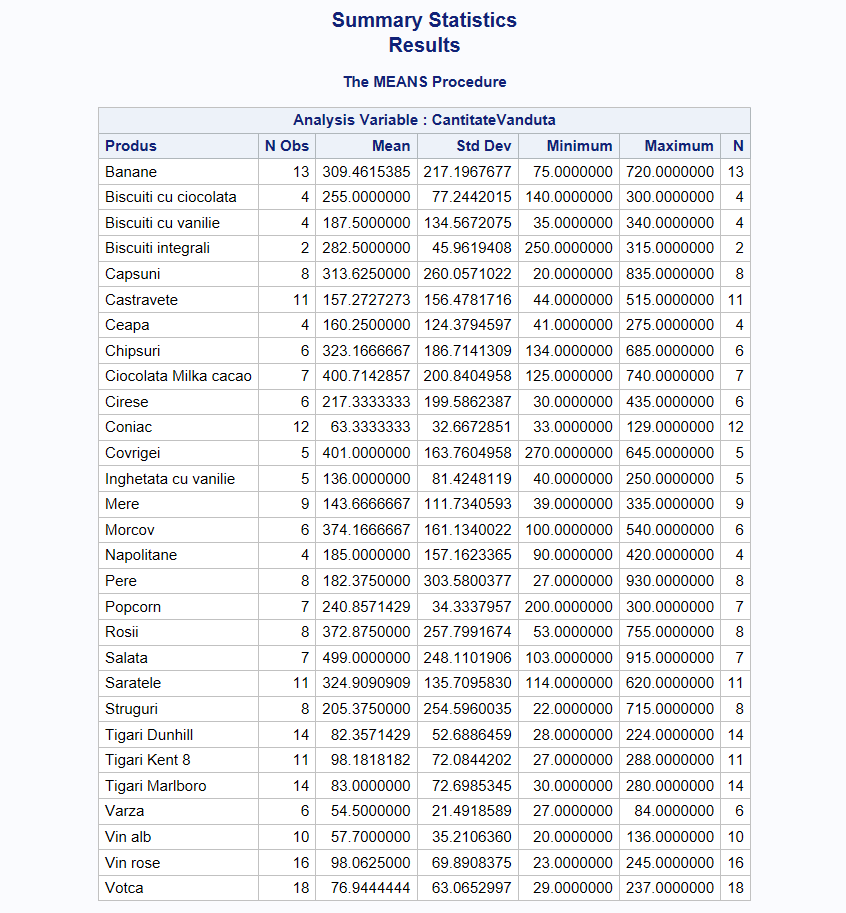 Summary Statistics
Results
The MEANS Procedure
Analysis Variable : CantitateVanduta
Produs N Obs Mean Std Dev Minimum Maximum N
Banane 13 309.4615385 217.1967677 75.0000000 720.0000000 13
Biscuiti cu ciocolata 4 255.0000000 77.2442015 140.0000000 300.0000000 4
Biscuiti cu vanilie 4 187.5000000 134.5672075 35.0000000 340.0000000 4
Biscuiti integrali 2 282.5000000 45.9619408 250.0000000 315.0000000 2
Capsuni 8 313.6250000 260.0571022 20.0000000 835.0000000 8
Castravete 11 157.2727273 156.4781716 44.0000000 515.0000000 11
Ceapa 4 160.2500000 124.3794597 41.0000000 275.0000000 4
Chipsuri 6 323.1666667 186.7141309 134.0000000 685.0000000 6
Ciocolata Milka cacao 7 400.7142857 200.8404958 125.0000000 740.0000000 7
Cirese 6 217.3333333 199.5862387 30.0000000 435.0000000 6
Coniac 12 63.3333333 32.6672851 33.0000000 129.0000000 12
Covrigei 5 401.0000000 163.7604958 270.0000000 645.0000000 5
Inghetata cu vanilie 5 136.0000000 81.4248119 40.0000000 250.0000000 5
Mere 9 143.6666667 111.7340593 39.0000000 335.0000000 9
Morcov 6 374.1666667 161.1340022 100.0000000 540.0000000 6
Napolitane 4 185.0000000 157.1623365 90.0000000 420.0000000 4
Pere 8 182.3750000 303.5800377 27.0000000 930.0000000 8
Popcorn 7 240.8571429 34.3337957 200.0000000 300.0000000 7
Rosii 8 372.8750000 257.7991674 53.0000000 755.0000000 8
Salata 7 499.0000000 248.1101906 103.0000000 915.0000000 7
Saratele 11 324.9090909 135.7095830 114.0000000 620.0000000 11
Struguri 8 205.3750000 254.5960035 22.0000000 715.0000000 8
Tigari Dunhill 14 82.3571429 52.6886459 28.0000000 224.0000000 14
Tigari Kent 8 11 98.1818182 72.0844202 27.0000000 288.0000000 11
Tigari Marlboro 14 83.0000000 72.6985345 30.0000000 280.0000000 14
Varza 6 54.5000000 21.4918589 27.0000000 84.0000000 6
Vin alb 10 57.7000000 35.2106360 20.0000000 136.0000000 10
Vin rose 16 98.0625000 69.8908375 23.0000000 245.0000000 16
Votca 18 76.9444444 63.0652997 29.0000000 237.0000000 18